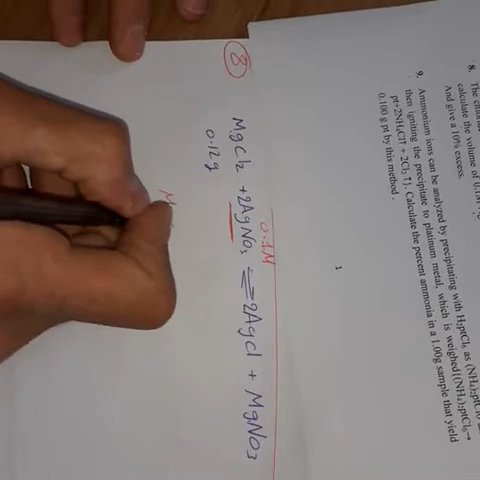 8. The
calculate the volume of
And give a 10% excess.
9. Ammonium ions can be analyzed by precipitating with H₂ptCl₆ as (NH₄)₂ptCl₆
then igniting the precipitate to platinum metal, which is weighed{(NH₄)₂ptCl₆→
pt+2NH₄Cl↑ + 2Cl₂↑}. Calculate the percent ammonia in a 1.00g sample that yield
0.100 g pt by this method .
1
8
0.1M
MgCl₂ + 2AgNO₃ ⇌ 2AgCl + MgNO₃
0.12g
M